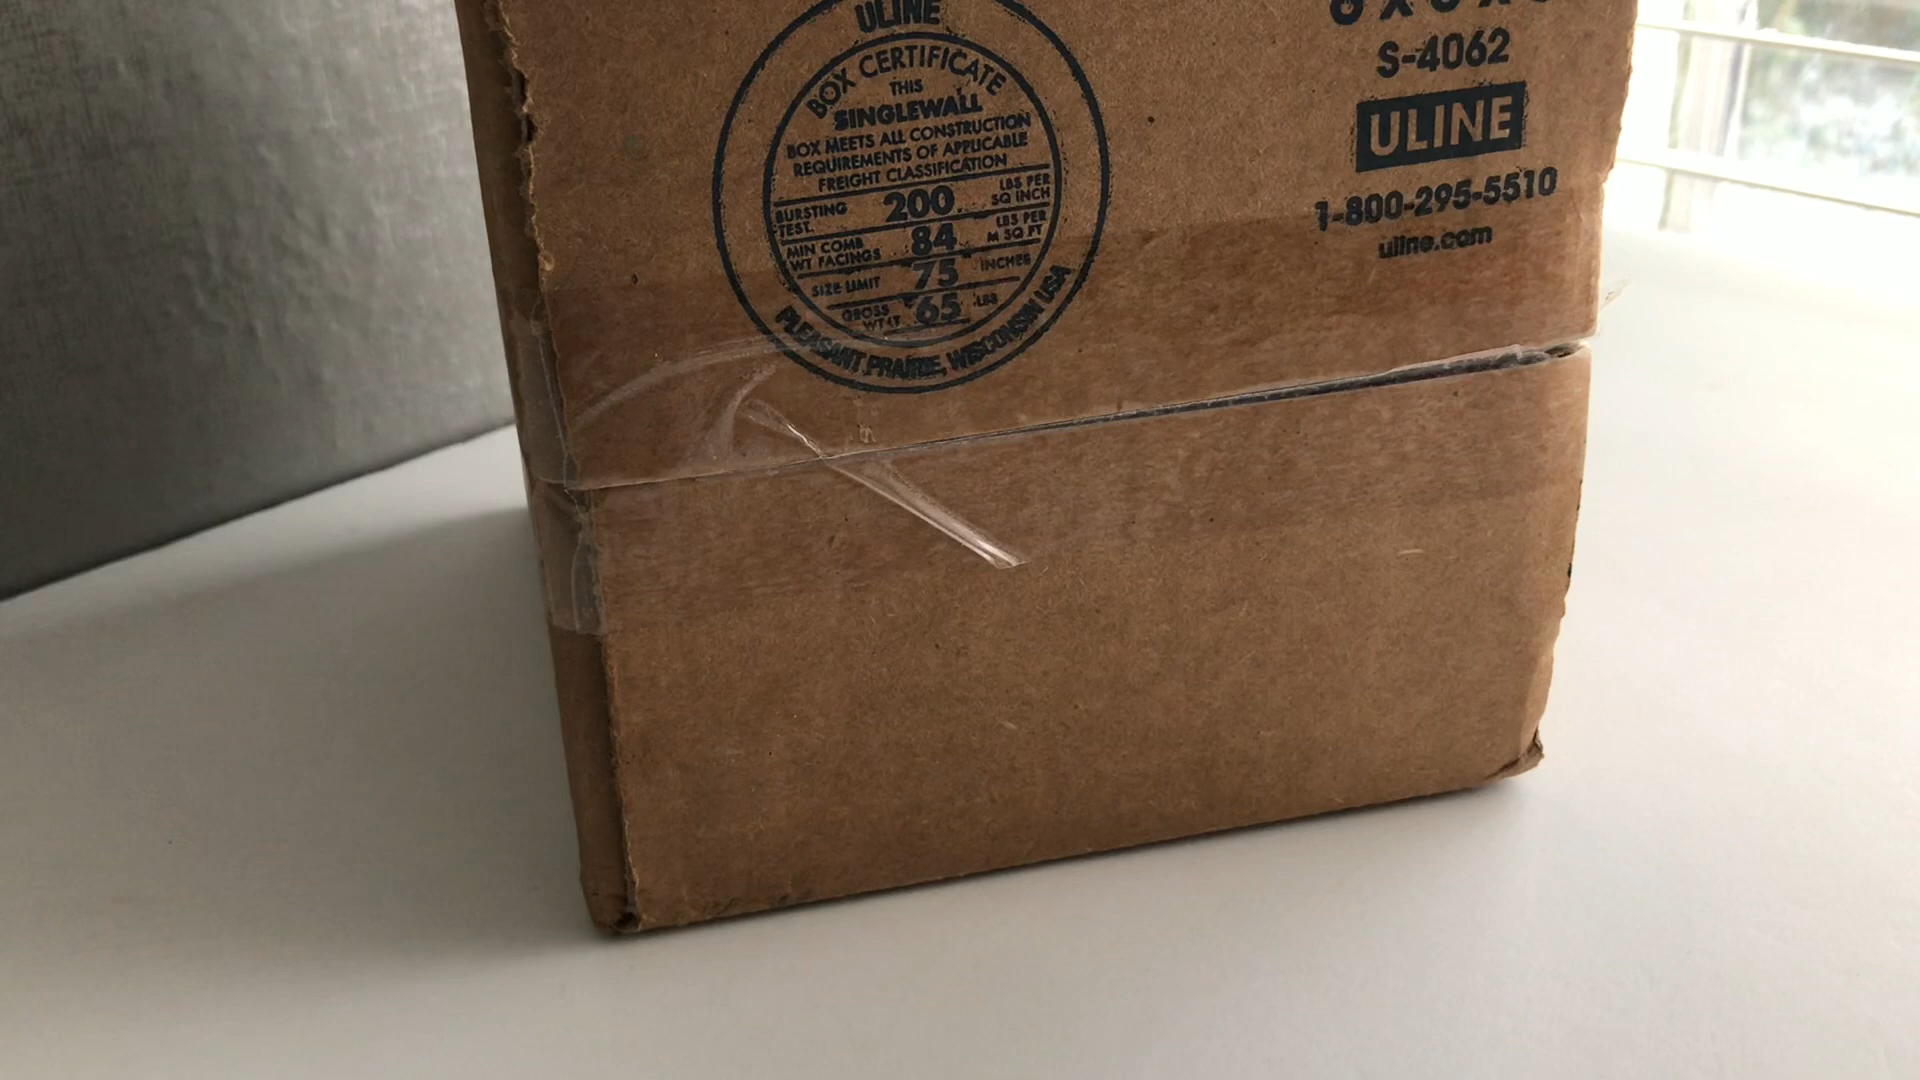 ULINE
BOX CERTIFICATE
THIS
SINGLEWALL
BOX MEETS ALL CONSTRUCTION
REQUIREMENTS OF APPLICABLE
FREIGHT CLASSIFICATION
BURSTING TEST. 200 LBS PER SQ INCH
MIN COMB WT FACINGS 84 LBS PER M SQ FT
SIZE LIMIT 75 INCHES
GROSS WT LT 65 LBS
PLEASANT PRAIRIE, WISCONSIN USA
S-4062
ULINE
1-800-295-5510
uline.com